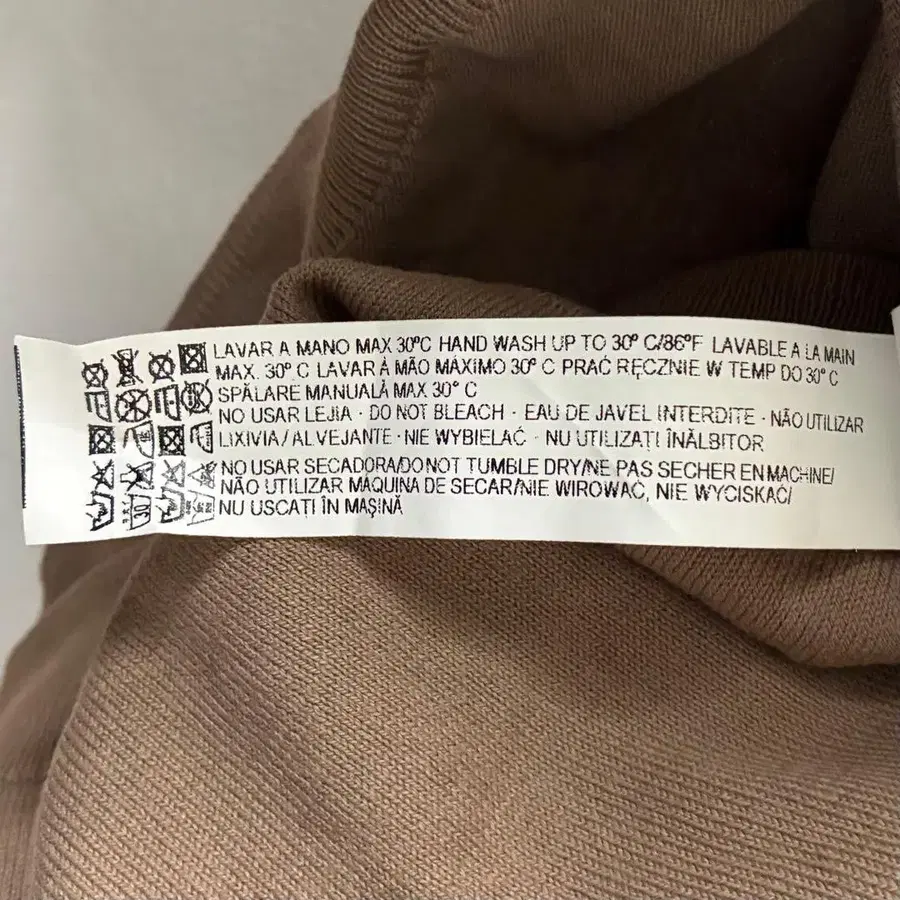 LAVAR A MANO MAX 30ºC HAND WASH UP TO 30º C/86ºF LAVABLE A LA MAIN
MAX. 30º C LAVAR À MÃO MÁXIMO 30º C PRAĆ RĘCZNIE W TEMP DO 30º C
SPĂLARE MANUALĂ MAX 30º C
NO USAR LEJIA · DO NOT BLEACH · EAU DE JAVEL INTERDITE · NÃO UTILIZAR
LIXIVIA / ALVEJANTE · NIE WYBIELAĆ · NU UTILIZAȚI ÎNĂLBITOR
NO USAR SECADORA/DO NOT TUMBLE DRY/NE PAS SECHER EN MACHINE/
NÃO UTILIZAR MÁQUINA DE SECAR/NIE WIROWAĆ, NIE WYCISKAĆ/
NU USCAȚI ÎN MAȘINĂ